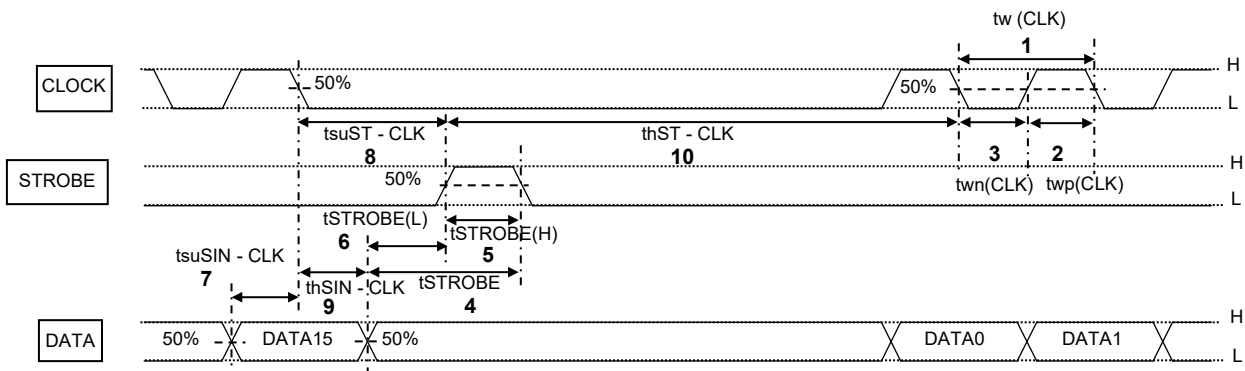 tw (CLK)
1
H
CLOCK
50%
50%
L
tsuST - CLK
thST - CLK
8
10
3
2
H
STROBE
50%
twn(CLK)
twp(CLK)
L
tSTROBE(L)
tSTROBE(H)
6
5
tsuSIN - CLK
7
thSIN - CLK
tSTROBE
9
4
H
DATA
50%
DATA15
50%
DATA0
DATA1
L